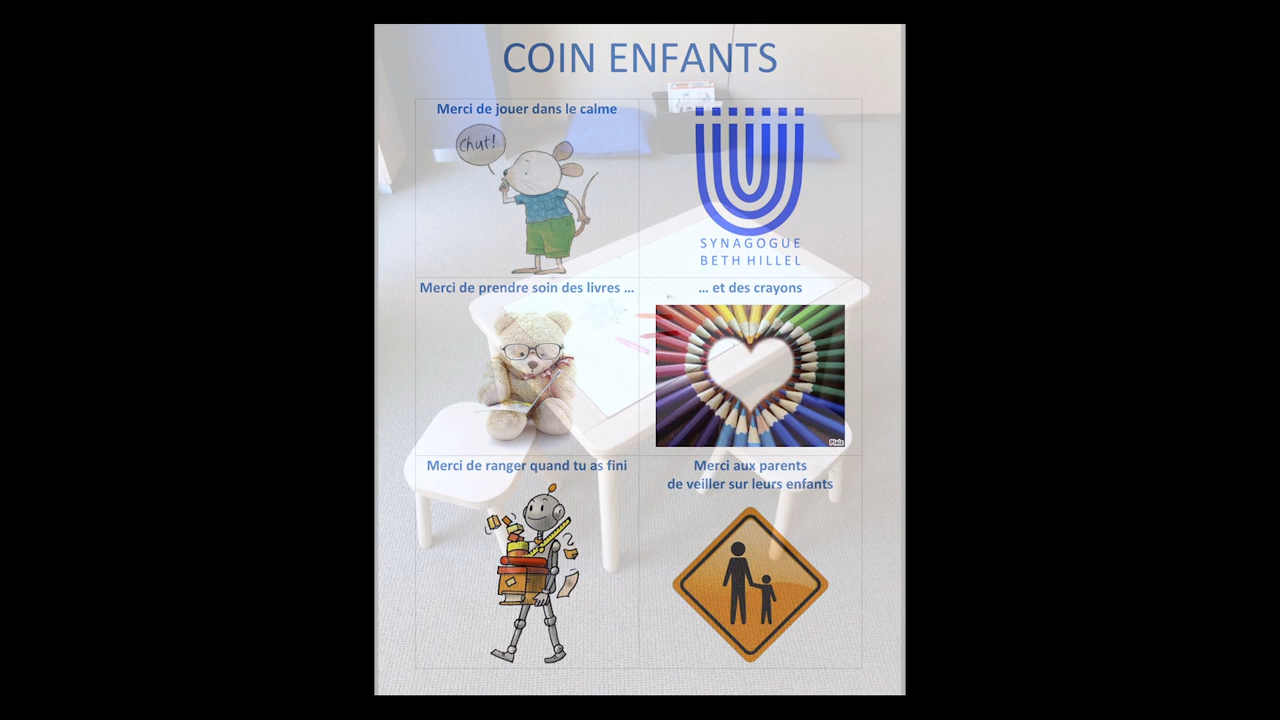 COIN ENFANTS
Merci de jouer dans le calme
Chut!
SYNAGOGUE
BETH HILLEL
Merci de prendre soin des livres …
… et des crayons
Merci de ranger quand tu as fini
Merci aux parents
de veiller sur leurs enfants